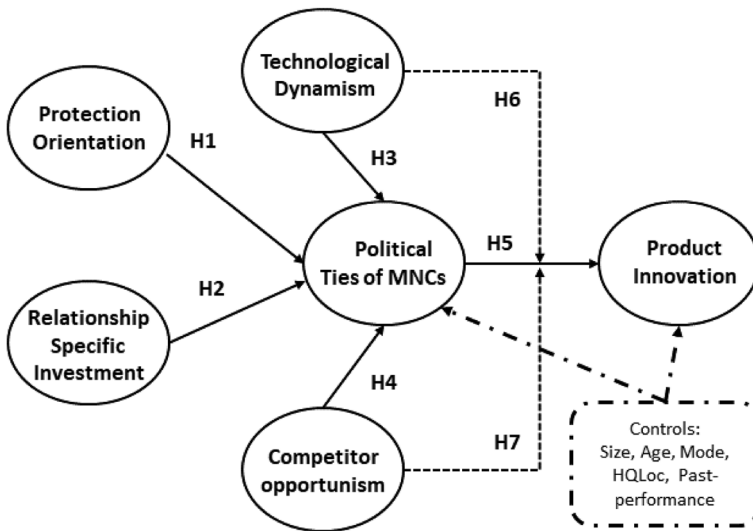 Technological
Dynamism
H6
Protection
Orientation
H1
H3
Political
Ties of MNCs
H5
Product
Innovation
H2
Relationship
Specific
Investment
H4
H7
Competitor
opportunism
Controls:
Size, Age, Mode,
HQLoc, Past-
performance